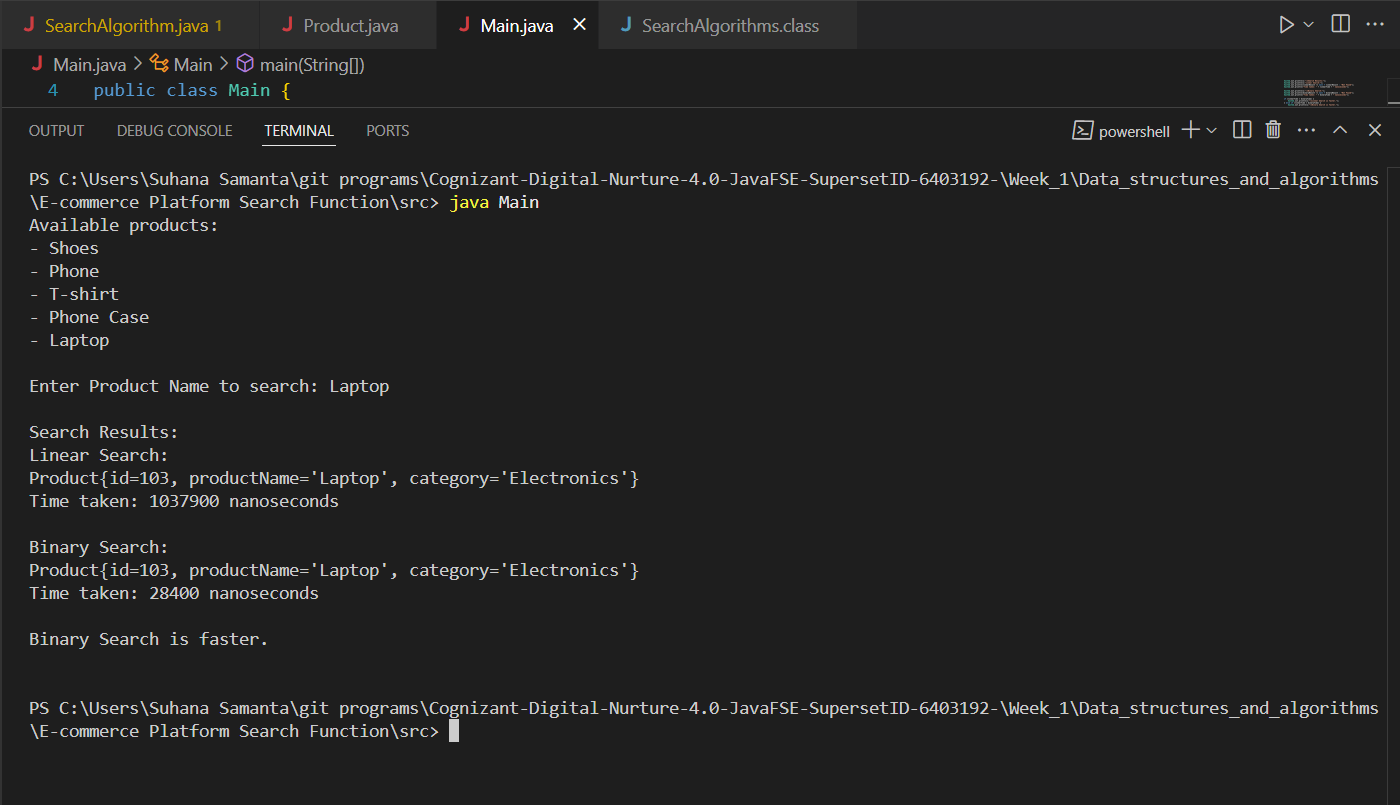 SearchAlgorithm.java 1 Product.java Main.java SearchAlgorithms.class
Main.java > Main > main(String[])
4 public class Main {
OUTPUT DEBUG CONSOLE TERMINAL PORTS powershell
PS C:\Users\Suhana Samanta\git programs\Cognizant-Digital-Nurture-4.0-JavaFSE-SupersetID-6403192-\Week_1\Data_structures_and_algorithms
\E-commerce Platform Search Function\src> java Main
Available products:
- Shoes
- Phone
- T-shirt
- Phone Case
- Laptop
Enter Product Name to search: Laptop
Search Results:
Linear Search:
Product{id=103, productName='Laptop', category='Electronics'}
Time taken: 1037900 nanoseconds
Binary Search:
Product{id=103, productName='Laptop', category='Electronics'}
Time taken: 28400 nanoseconds
Binary Search is faster.
PS C:\Users\Suhana Samanta\git programs\Cognizant-Digital-Nurture-4.0-JavaFSE-SupersetID-6403192-\Week_1\Data_structures_and_algorithms
\E-commerce Platform Search Function\src>